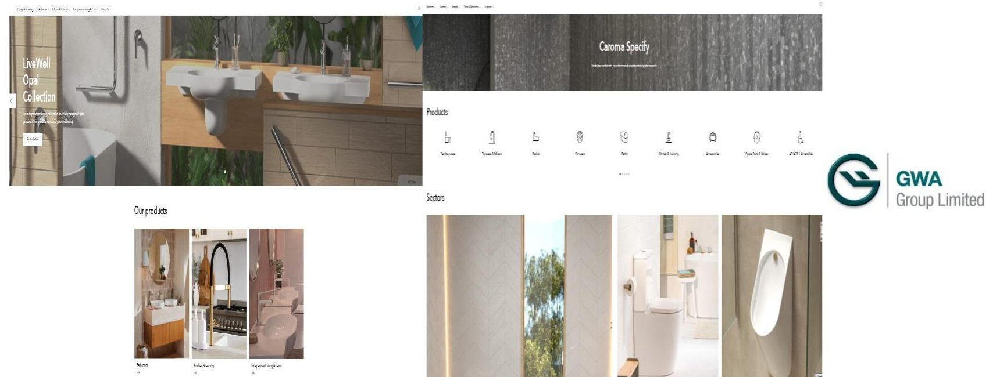 Design & Planning
Bathroom
Kitchen & Laundry
Independent Living & Care
About Us
LiveWell
Opal
Collection
An independent living collection specially designed with
practicality in mind to enhance your wellbeing.
See Collection
Our products
Bathroom
Kitchen & laundry
Independent living & care
Products
Sectors
Brands
Tools & Resources
Support
Caroma Specify
Portal for architects, specifiers and construction professionals.
Products
Sanitaryware
Tapware & Mixers
Basins
Showers
Baths
Kitchen & Laundry
Accessories
Spare Parts & Valves
AS1428.1 Accessible
Sectors
GWA
Group Limited